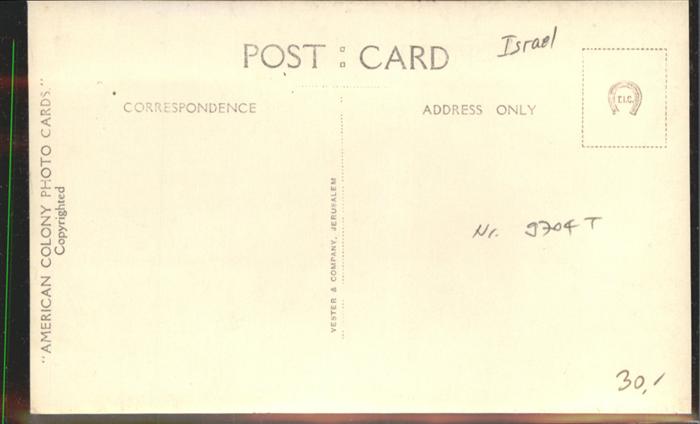 POST CARD
Israel
CORRESPONDENCE
ADDRESS ONLY
"AMERICAN COLONY PHOTO CARDS."
Copyrighted
VESTER & COMPANY, JERUSALEM
Nr. 9704 T
30,-